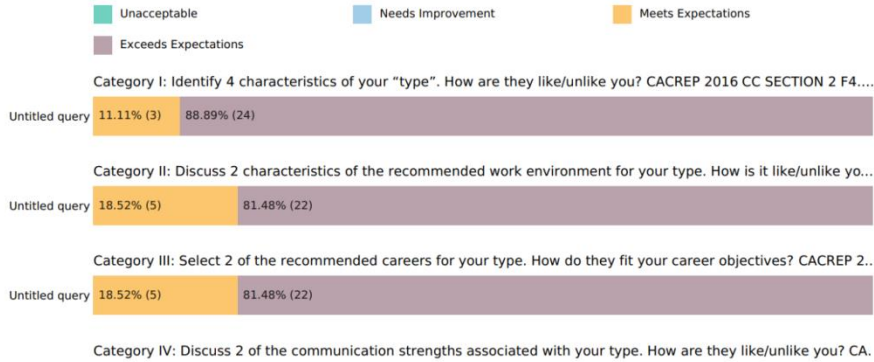 Unacceptable Needs Improvement Meets Expectations
Exceeds Expectations
Category I: Identify 4 characteristics of your “type”. How are they like/unlike you? CACREP 2016 CC SECTION 2 F4....
Untitled query 11.11% (3) 88.89% (24)
Category II: Discuss 2 characteristics of the recommended work environment for your type. How is it like/unlike yo...
Untitled query 18.52% (5) 81.48% (22)
Category III: Select 2 of the recommended careers for your type. How do they fit your career objectives? CACREP 2..
Untitled query 18.52% (5) 81.48% (22)
Category IV: Discuss 2 of the communication strengths associated with your type. How are they like/unlike you? CA.